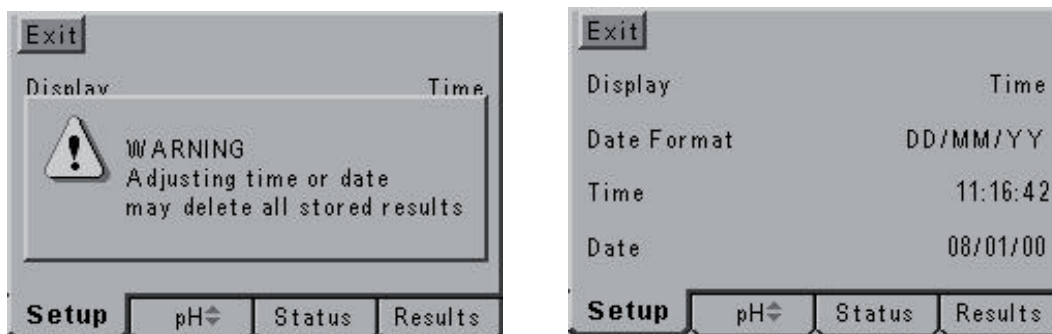 Exit
Display Time
WARNING
Adjusting time or date
may delete all stored results
Setup pH Status Results
Exit
Display Time
Date Format DD/MM/YY
Time 11:16:42
Date 08/01/00
Setup pH Status Results